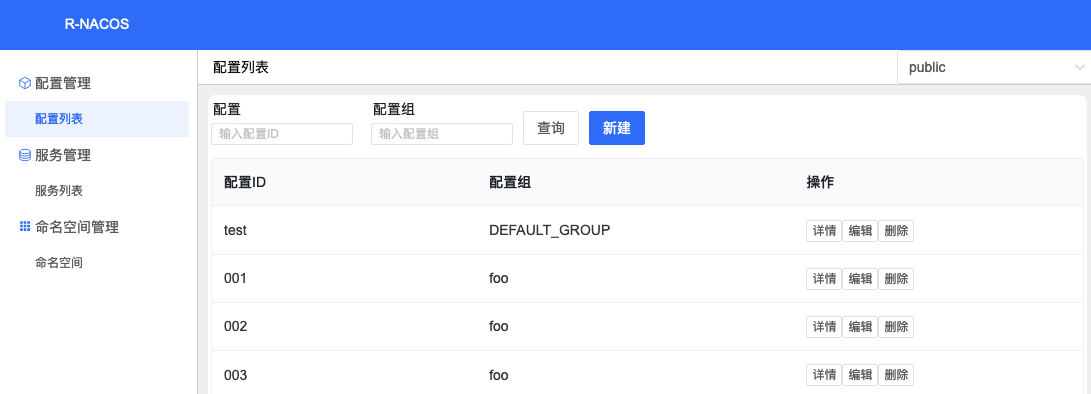 R-NACOS
配置管理
配置列表
服务管理
服务列表
命名空间管理
命名空间
配置列表
public
配置 配置组
输入配置ID 输入配置组 查询 新建
配置ID 配置组 操作
test DEFAULT_GROUP 详情 编辑 删除
001 foo 详情 编辑 删除
002 foo 详情 编辑 删除
003 foo 详情 编辑 删除